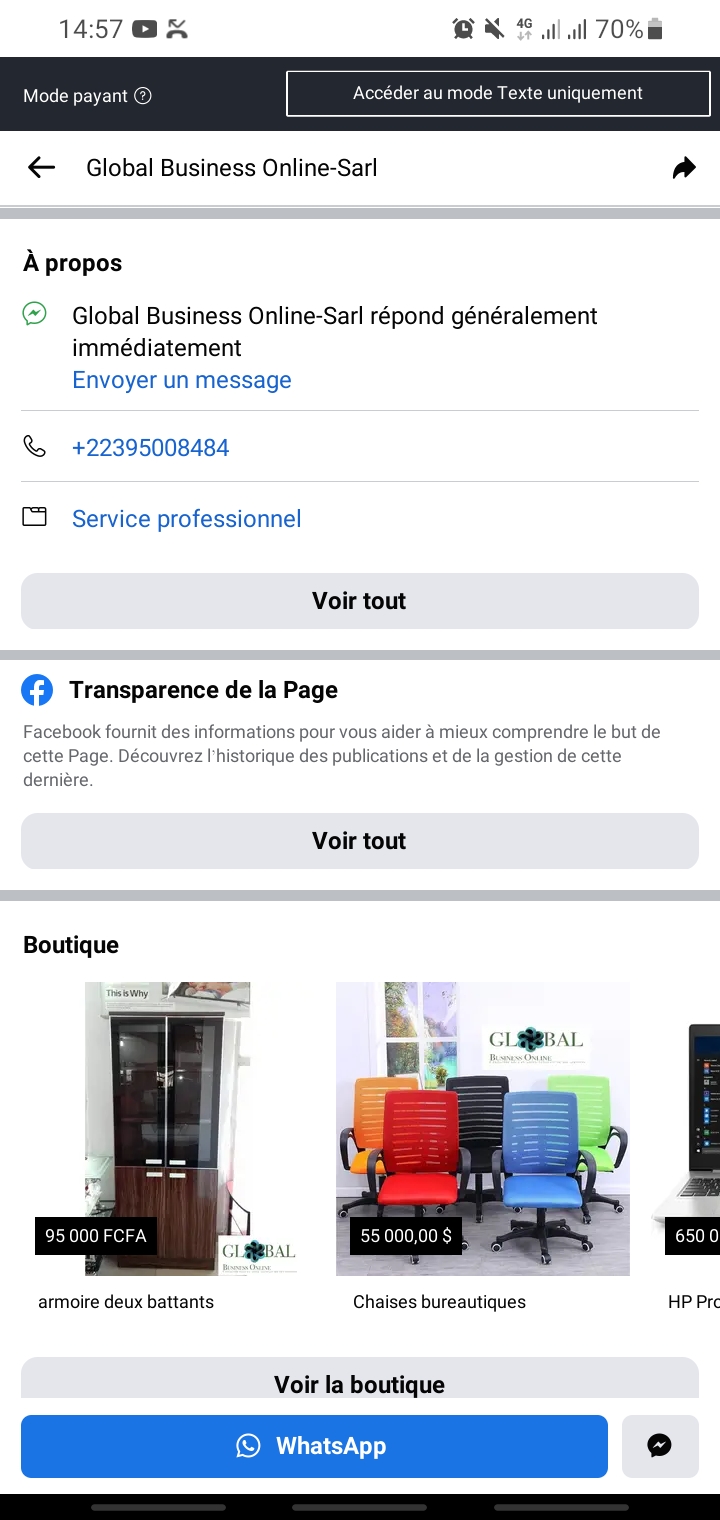 14:57
4G
70%
Mode payant
Accéder au mode Texte uniquement
Global Business Online-Sarl
À propos
Global Business Online-Sarl répond généralement
immédiatement
Envoyer un message
+22395008484
Service professionnel
Voir tout
Transparence de la Page
Facebook fournit des informations pour vous aider à mieux comprendre le but de
cette Page. Découvrez l’historique des publications et de la gestion de cette
dernière.
Voir tout
Boutique
This is Why
GLOBAL
BUSINESS ONLINE
95 000 FCFA
GLOBAL
BUSINESS ONLINE
55 000,00 $
650 0
armoire deux battants
Chaises bureautiques
HP Pro
Voir la boutique
WhatsApp